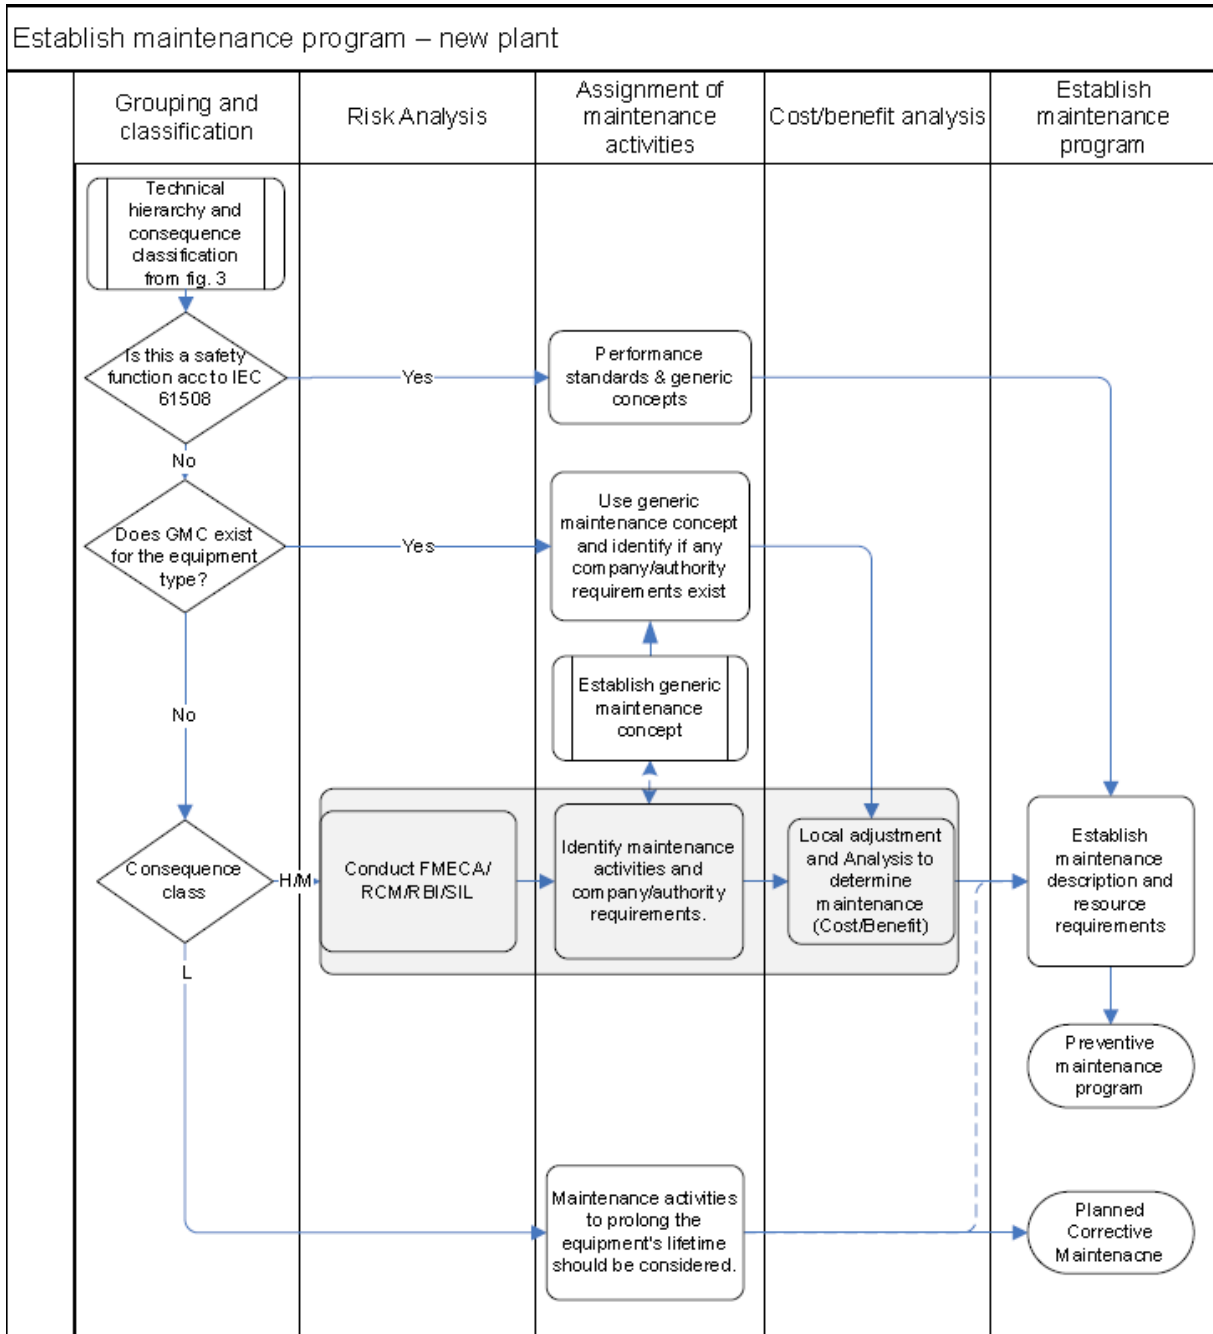 Establish maintenance program – new plant
Grouping and
classification
Risk Analysis
Assignment of
maintenance
activities
Cost/benefit analysis
Establish
maintenance
program
Technical
hierarchy and
consequence
classification
from fig. 3
Is this a safety
function acc to IEC
61508
Yes
Performance
standards & generic
concepts
No
Does GMC exist
for the equipment
type?
Yes
Use generic
maintenance concept
and identify if any
company/authority
requirements exist
Establish generic
maintenance
concept
No
Consequence
class
H/M
Conduct FMECA/
RCM/RBI/SIL
Identify maintenance
activities and
company/authority
requirements.
Local adjustment
and Analysis to
determine
maintenance
(Cost/Benefit)
Establish
maintenance
description and
resource
requirements
L
Preventive
maintenance
program
Maintenance activities
to prolong the
equipment's lifetime
should be considered.
Planned
Corrective
Maintenacne